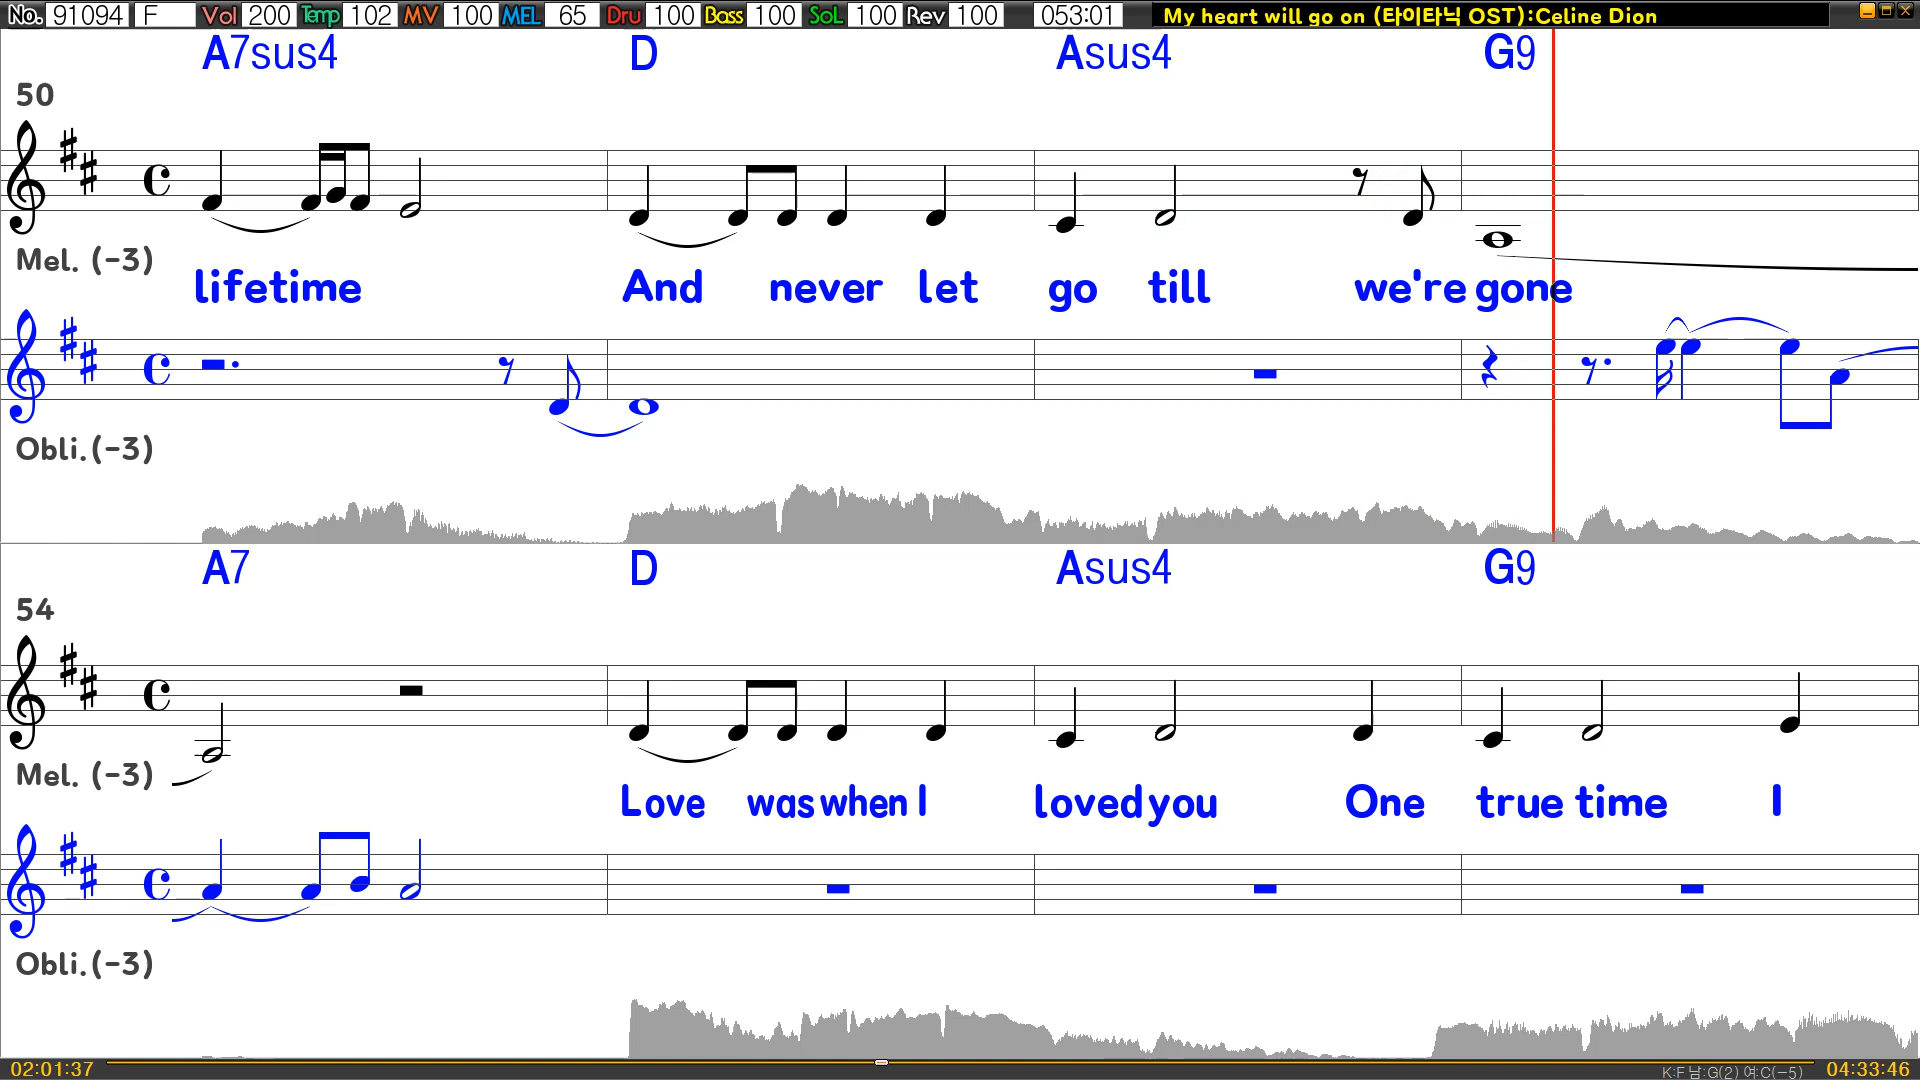 No. 91094 F Vol 200 Temp 102 MV 100 MEL 65 Dru 100 Bass 100 SoL 100 Rev 100 053:01 My heart will go on (타이타닉 OST):Celine Dion
A7sus4 D Asus4 G9
50
Mel. (-3)
lifetime And never let go till we're gone
Obli.(-3)
A7 D Asus4 G9
54
Mel. (-3)
Love was when I loved you One true time I
Obli.(-3)
02:01:37 K:F 남:G(2) 여:C(-5) 04:33:46